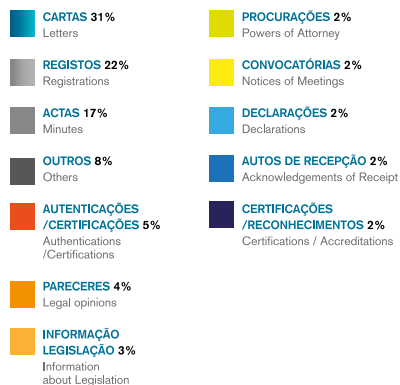 CARTAS 31%
Letters
REGISTOS 22%
Registrations
ACTAS 17%
Minutes
OUTROS 8%
Others
AUTENTICAÇÕES
/CERTIFICAÇÕES 5%
Authentications
/Certifications
PARECERES 4%
Legal opinions
INFORMAÇÃO
LEGISLAÇÃO 3%
Information
about Legislation
PROCURAÇÕES 2%
Powers of Attorney
CONVOCATÓRIAS 2%
Notices of Meetings
DECLARAÇÕES 2%
Declarations
AUTOS DE RECEPÇÃO 2%
Acknowledgements of Receipt
CERTIFICAÇÕES
/RECONHECIMENTOS 2%
Certifications / Accreditations